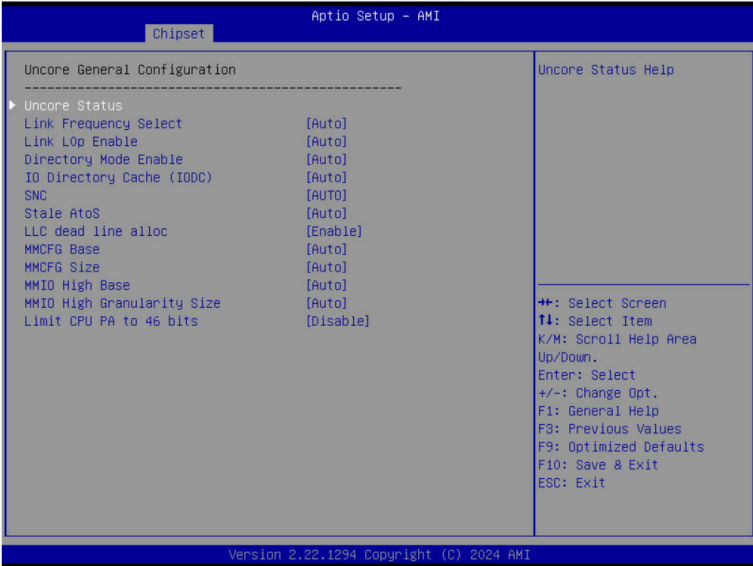 Aptio Setup – AMI
Chipset
Uncore General Configuration
--------------------------------------------------
Uncore Status
Link Frequency Select [Auto]
Link L0p Enable [Auto]
Directory Mode Enable [Auto]
IO Directory Cache (IODC) [Auto]
SNC [AUTO]
Stale AtoS [Auto]
LLC dead line alloc [Enable]
MMCFG Base [Auto]
MMCFG Size [Auto]
MMIO High Base [Auto]
MMIO High Granularity Size [Auto]
Limit CPU PA to 46 bits [Disable]
Uncore Status Help
→←: Select Screen
↑↓: Select Item
K/M: Scroll Help Area
Up/Down.
Enter: Select
+/-: Change Opt.
F1: General Help
F3: Previous Values
F9: Optimized Defaults
F10: Save & Exit
ESC: Exit
Version 2.22.1294 Copyright (C) 2024 AMI